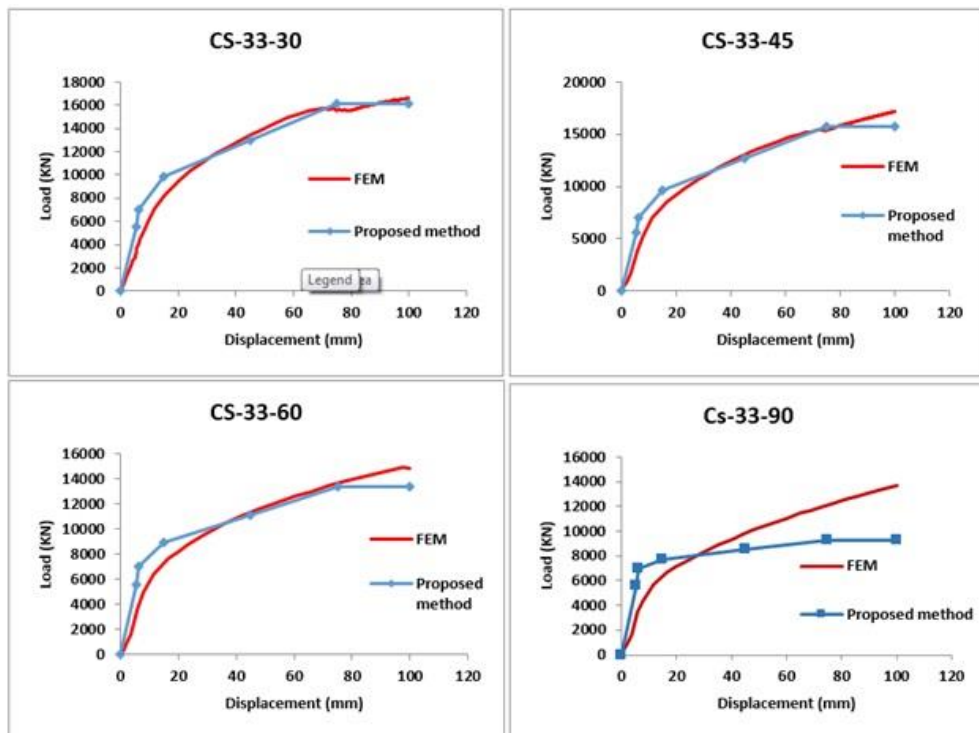 CS-33-30
18000
16000
14000
12000
10000
8000
6000
4000
2000
0
Load (KN)
FEM
Proposed method
Legend ea
0 20 40 60 80 100 120
Displacement (mm)
CS-33-45
20000
15000
10000
5000
0
Load (KN)
FEM
Proposed
method
0 20 40 60 80 100 120
Displacement (mm)
CS-33-60
16000
14000
12000
10000
8000
6000
4000
2000
0
Load (KN)
FEM
Proposed
method
0 20 40 60 80 100 120
Displacement (mm)
Cs-33-90
16000
14000
12000
10000
8000
6000
4000
2000
0
Load (KN)
FEM
Proposed method
0 20 40 60 80 100 120
Displacement (mm)